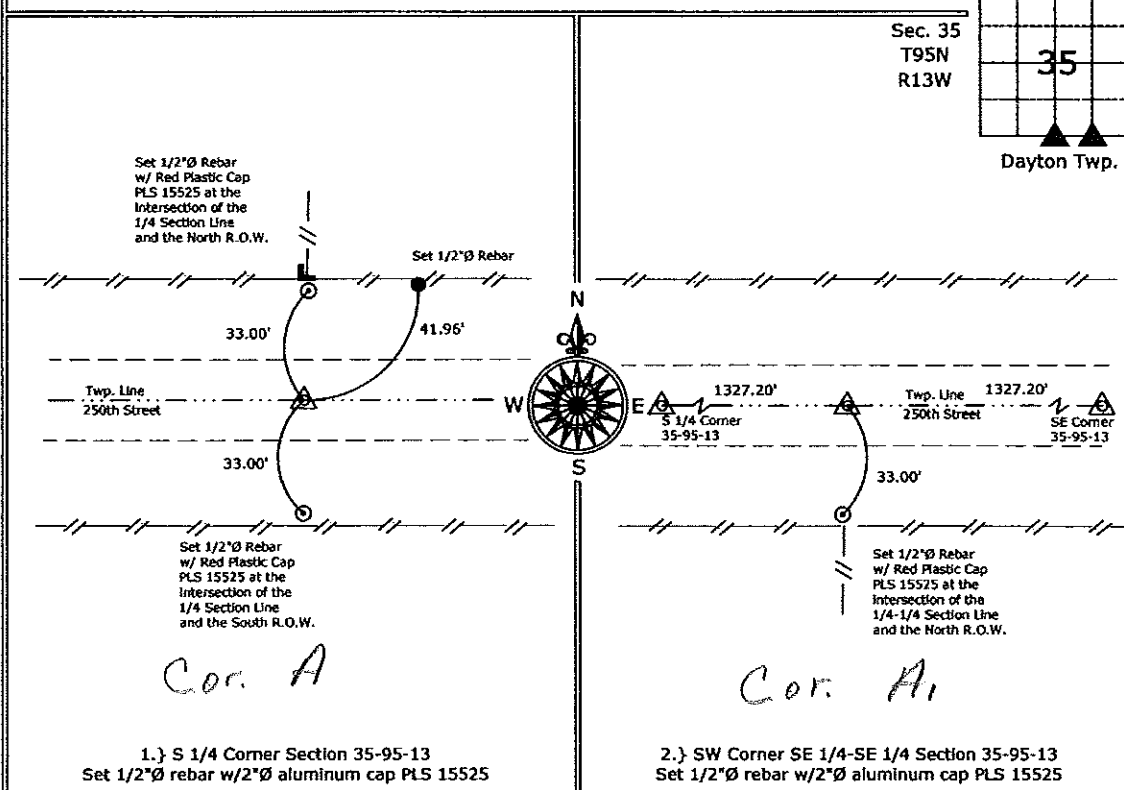 Sec. 35
T95N
R13W
35
Dayton Twp.
Set 1/2"Ø Rebar
w/ Red Plastic Cap
PLS 15525 at the
Intersection of the
1/4 Section Line
and the North R.O.W.
Set 1/2"Ø Rebar
33.00'
41.96'
Twp. Line
250th Street
33.00'
Set 1/2"Ø Rebar
w/ Red Plastic Cap
PLS 15525 at the
Intersection of the
1/4 Section Line
and the South R.O.W.
Cor. A
1.} S 1/4 Corner Section 35-95-13
Set 1/2"Ø rebar w/2"Ø aluminum cap PLS 15525
N
W
E
S
1327.20'
S 1/4 Corner
35-95-13
Twp. Line
250th Street
1327.20'
SE Corner
35-95-13
33.00'
Set 1/2"Ø Rebar
w/ Red Plastic Cap
PLS 15525 at the
Intersection of the
1/4-1/4 Section Line
and the North R.O.W.
Cor. A1
2.} SW Corner SE 1/4-SE 1/4 Section 35-95-13
Set 1/2"Ø rebar w/2"Ø aluminum cap PLS 15525